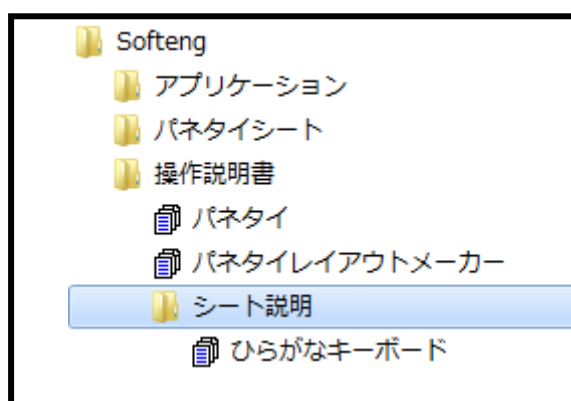 Softeng
アプリケーション
パネタイシート
操作説明書
パネタイ
パネタイレイアウトメーカー
シート説明
ひらがなキーボード